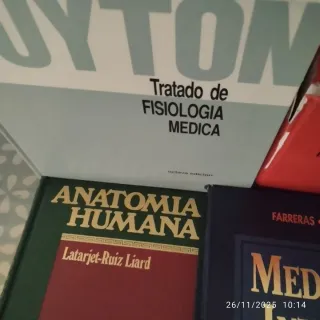 UYTON
Tratado de
FISIOLOGIA
MEDICA
ANATOMIA
HUMANA
Latarjet-Ruiz Liard
FARRERAS
MED
26/11/2025 10:14